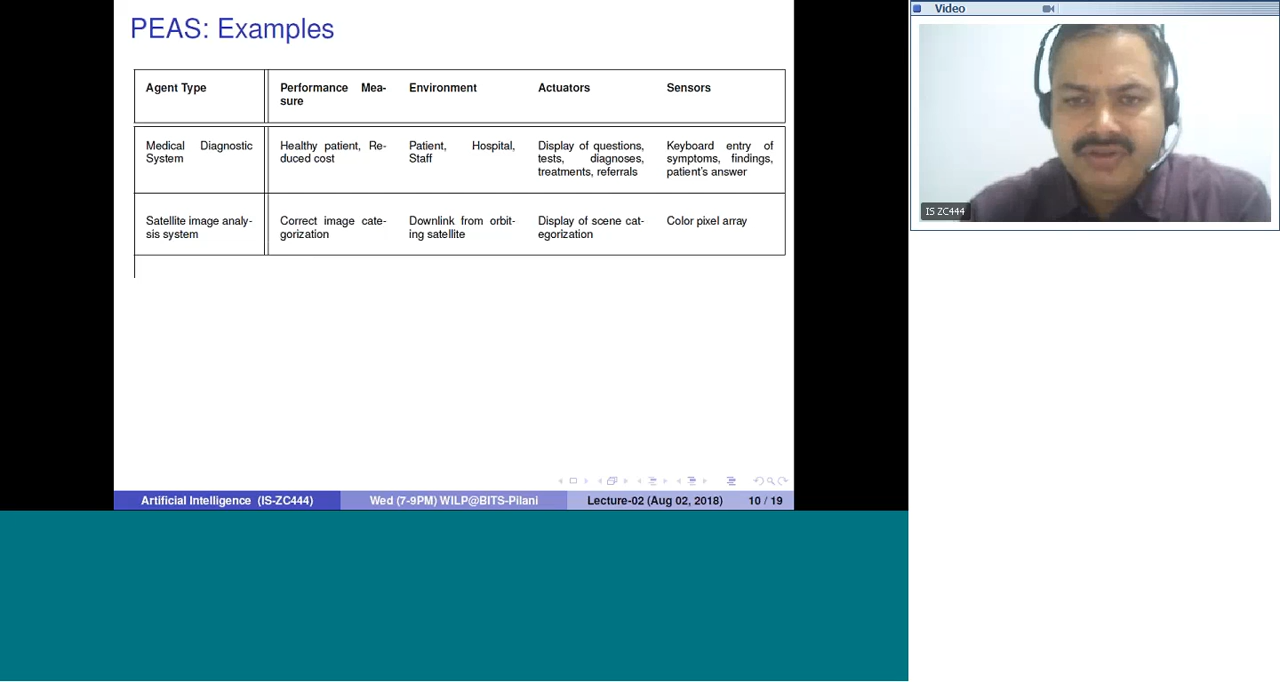 PEAS: Examples
Agent Type
Performance Mea-
sure
Environment
Actuators
Sensors
Medical Diagnostic
System
Healthy patient, Re-
duced cost
Patient, Hospital,
Staff
Display of questions,
tests, diagnoses,
treatments, referrals
Keyboard entry of
symptoms, findings,
patient's answer
Satellite image analy-
sis system
Correct image cate-
gorization
Downlink from orbit-
ing satellite
Display of scene cat-
egorization
Color pixel array
Artificial Intelligence (IS-ZC444)
Wed (7-9PM) WILP@BITS-Pilani
Lecture-02 (Aug 02, 2018)
10 / 19
Video
IS ZC444